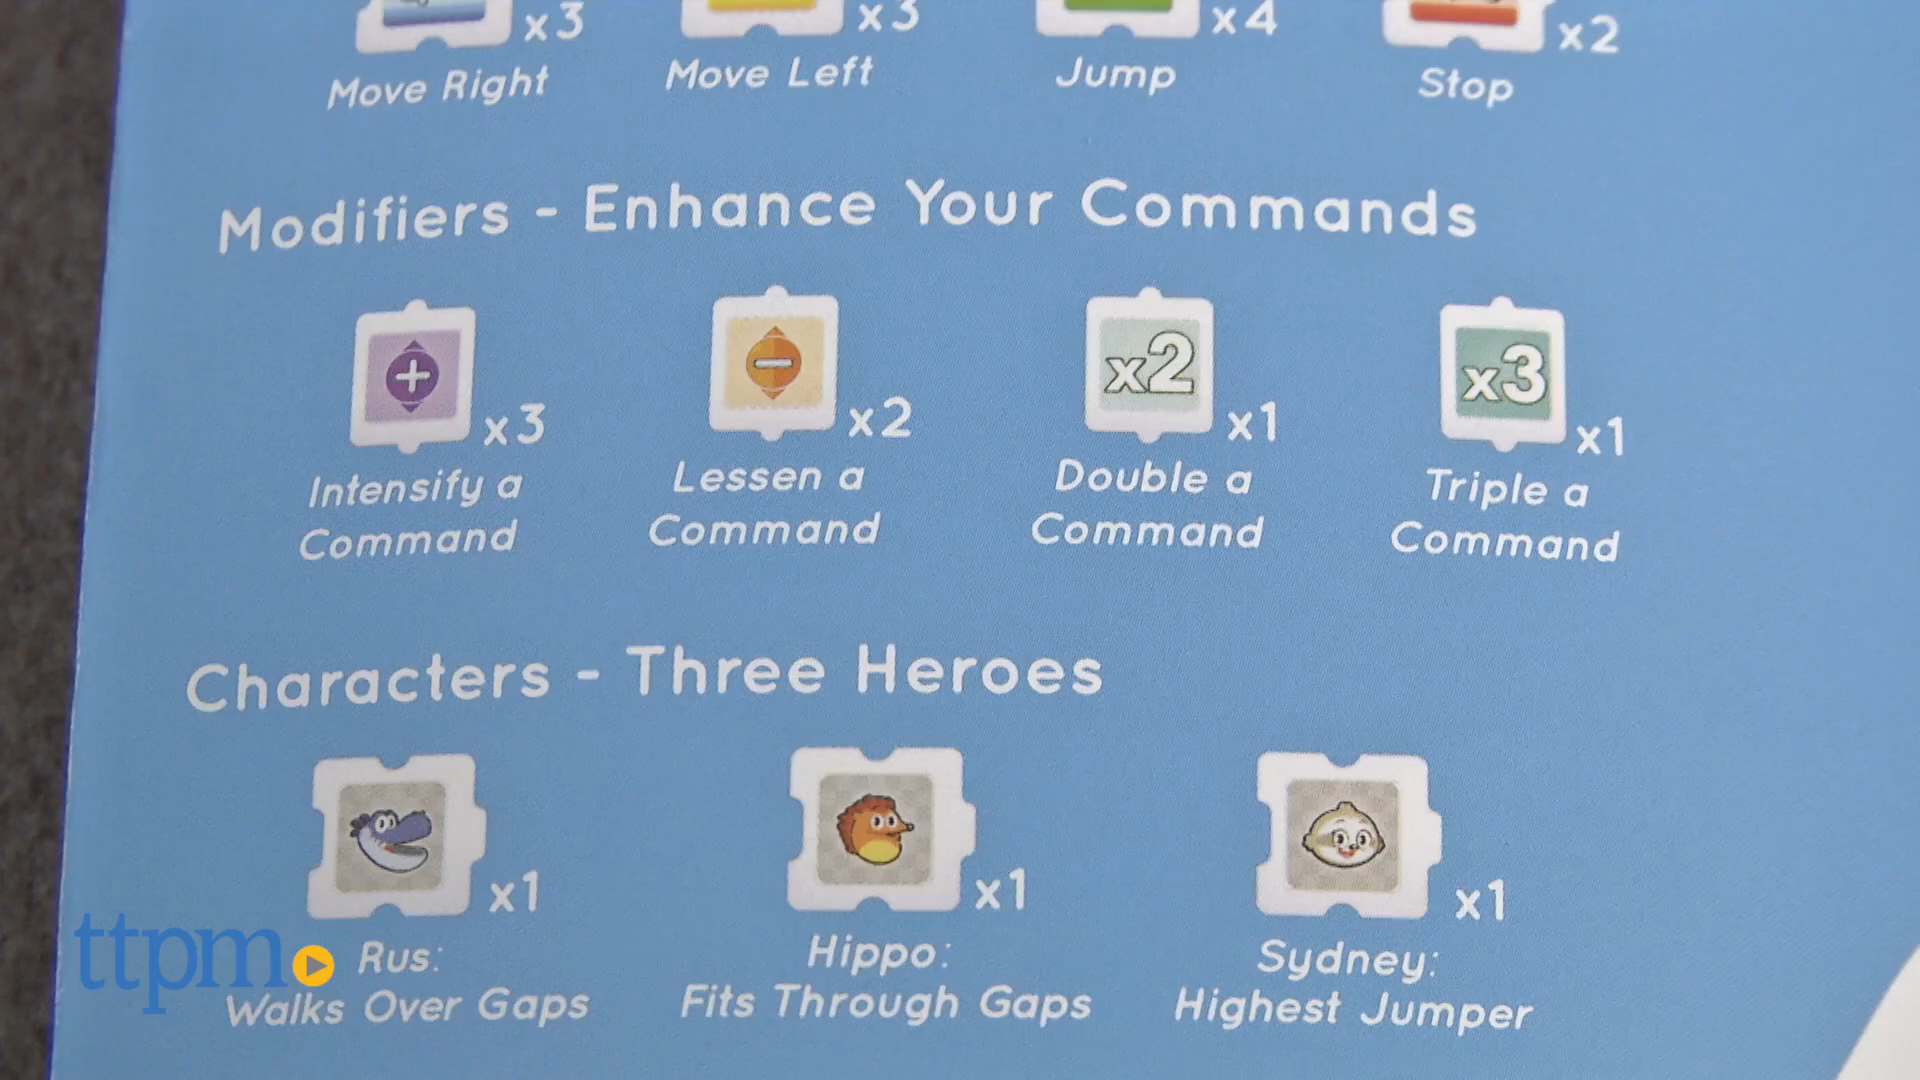 x3 x3 x4 x2
Move Right Move Left Jump Stop
Modifiers - Enhance Your Commands
+ - x2 x3
x3 x2 x1 x1
Intensify a Command
Lessen a Command
Double a Command
Triple a Command
Characters - Three Heroes
x1 x1 x1
Rus:
Walks Over Gaps
Hippo:
Fits Through Gaps
Sydney:
Highest Jumper
ttpm